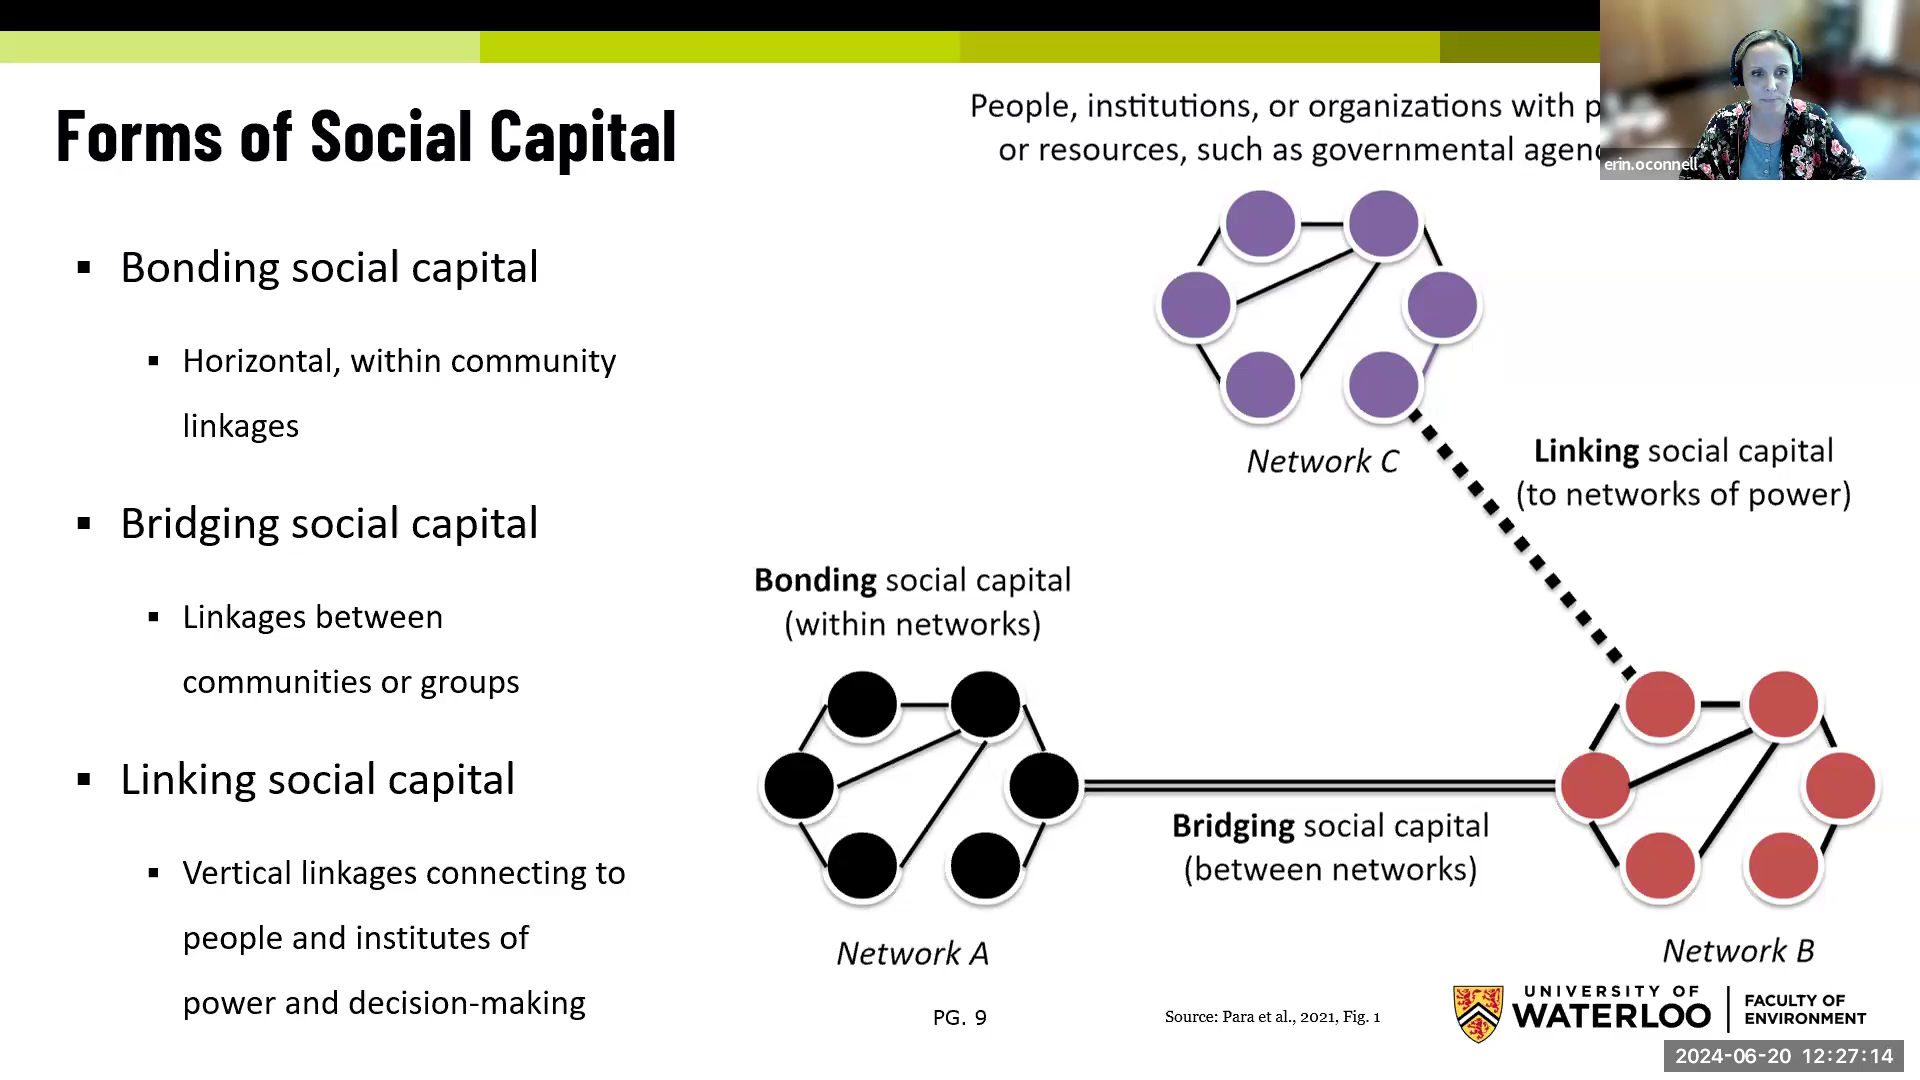 Forms of Social Capital
▪ Bonding social capital
▪ Horizontal, within community
linkages
▪ Bridging social capital
▪ Linkages between
communities or groups
▪ Linking social capital
▪ Vertical linkages connecting to
people and institutes of
power and decision-making
People, institutions, or organizations with
or resources, such as governmental
erin.oconnell
Network C
Linking social capital
(to networks of power)
Bonding social capital
(within networks)
Bridging social capital
(between networks)
Network A
Network B
PG. 9
Source: Para et al., 2021, Fig. 1
UNIVERSITY OF
WATERLOO
FACULTY OF
ENVIRONMENT
2024-06-20 12:27:14